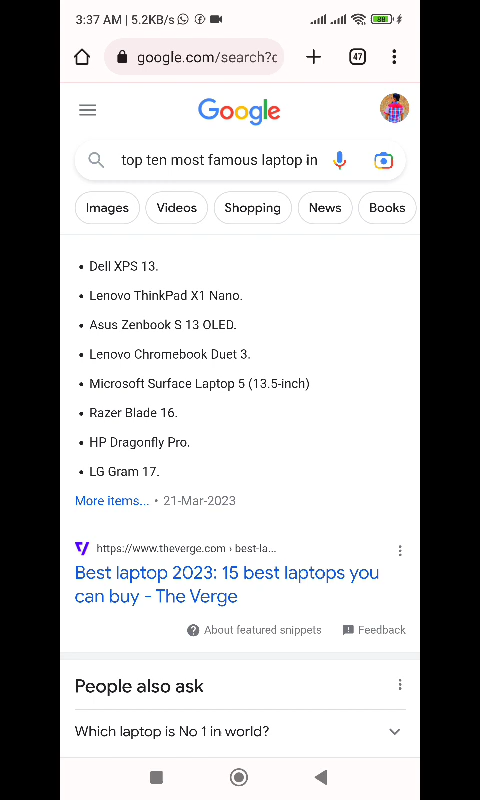 3:37 AM | 5.2KB/s
88
google.com/search?c
47
Google
top ten most famous laptop in
Images Videos Shopping News Books
• Dell XPS 13.
• Lenovo ThinkPad X1 Nano.
• Asus Zenbook S 13 OLED.
• Lenovo Chromebook Duet 3.
• Microsoft Surface Laptop 5 (13.5-inch)
• Razer Blade 16.
• HP Dragonfly Pro.
• LG Gram 17.
More items... • 21-Mar-2023
https://www.theverge.com › best-la...
Best laptop 2023: 15 best laptops you
can buy - The Verge
About featured snippets Feedback
People also ask
Which laptop is No 1 in world?